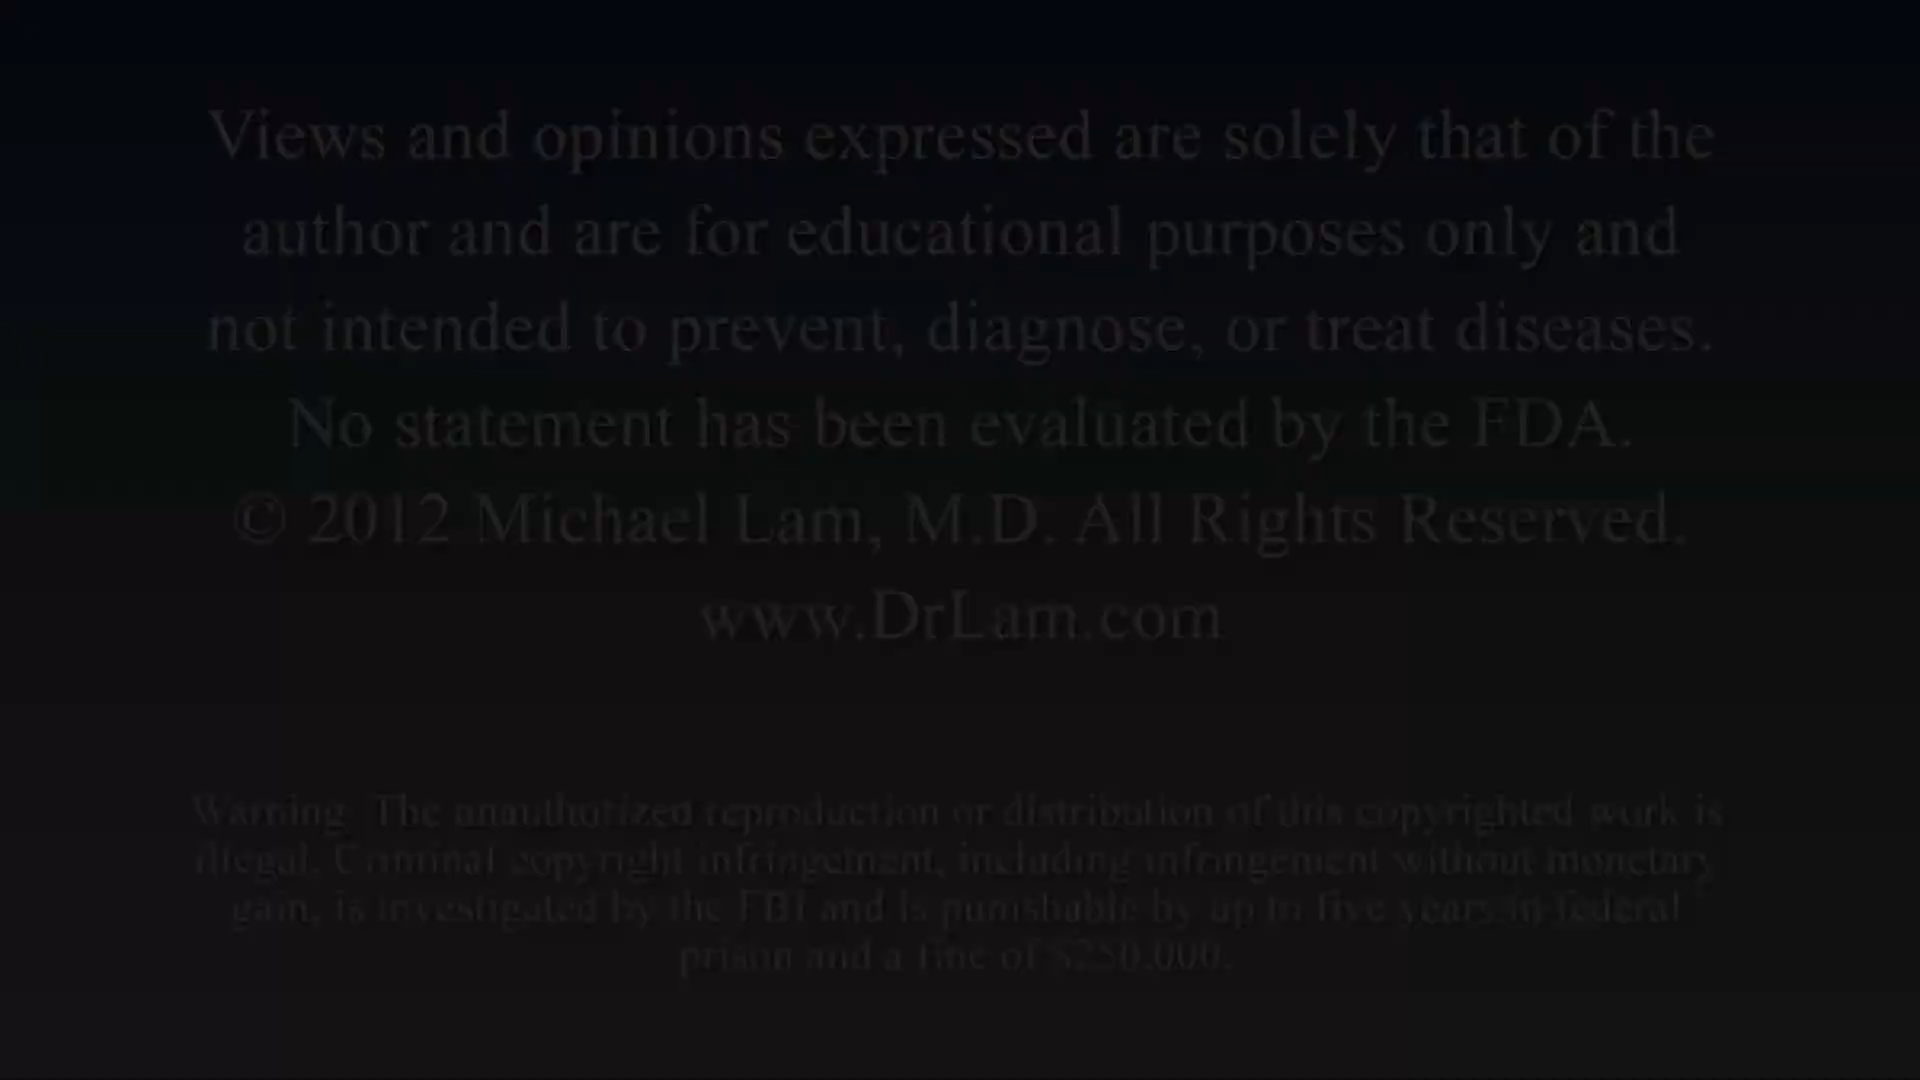 Views and opinions expressed are solely that of the
author and are for educational purposes only and
not intended to prevent, diagnose, or treat diseases.
No statement has been evaluated by the FDA.
© 2012 Michael Lam, M.D. All Rights Reserved.
www.DrLam.com
Warning: The unauthorized reproduction or distribution of this copyrighted work is
illegal. Criminal copyright infringement, including infringement without monetary
gain, is investigated by the FBI and is punishable by up to five years in federal
prison and a fine of $250,000.